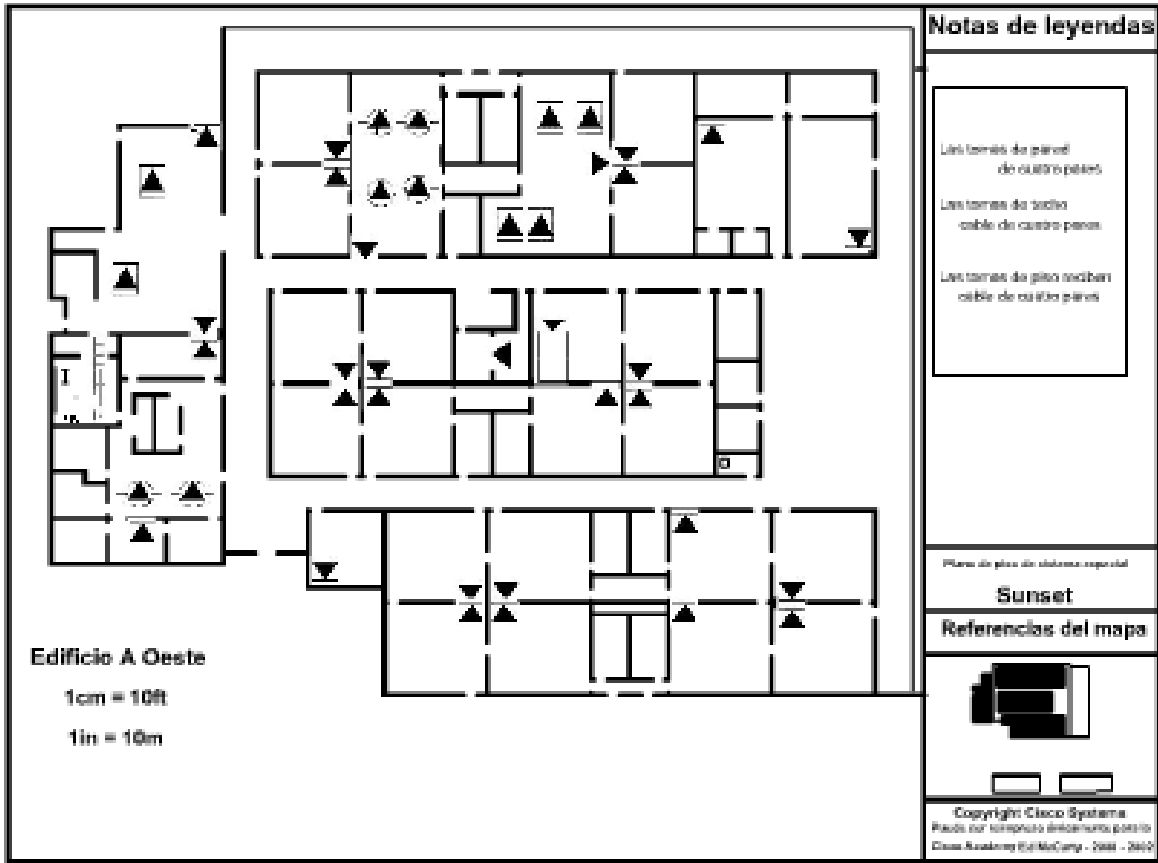 Notas de leyendas
Las tomas de pared
de cuatro pares
Las tomas de techo
cable de cuatro pares
Las tomas de piso reciben
cable de cuatro pares
Plano de piso de sistema especial
Sunset
Referencias del mapa
Edificio A Oeste
1cm = 10ft
1in = 10m
Copyright Cisco Systems
Cisco Academy